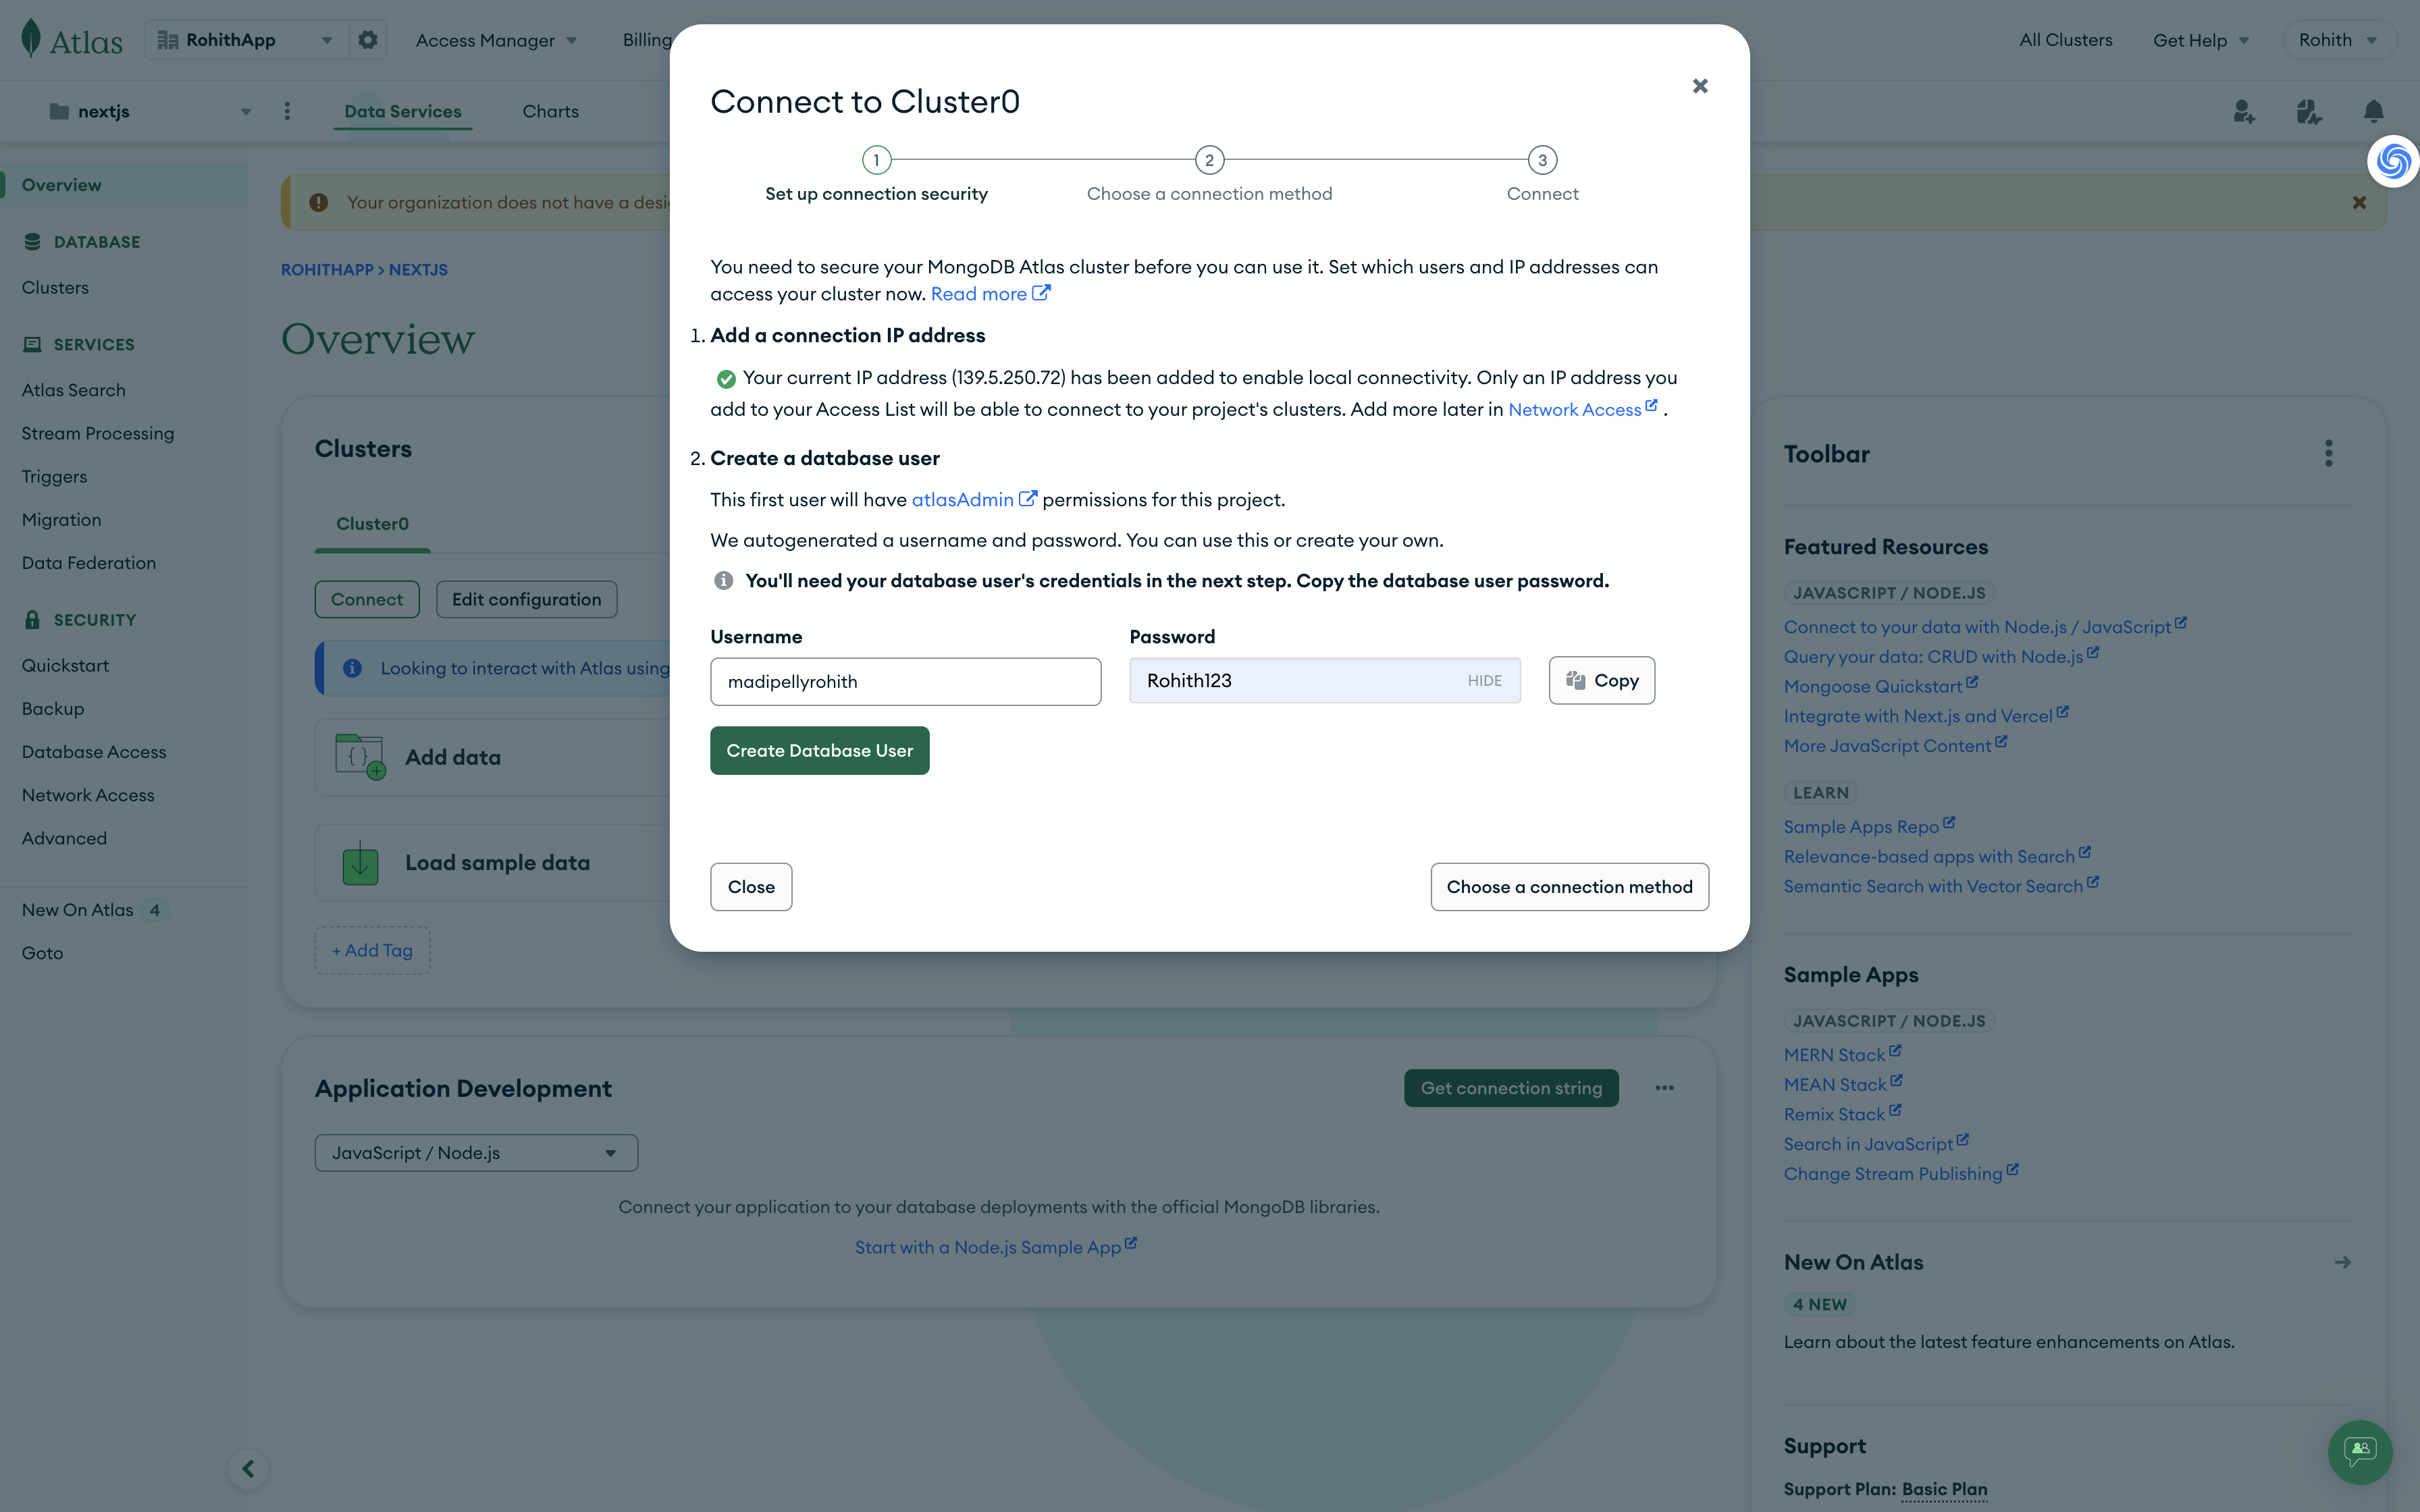 Atlas
RohithApp
Access Manager
Billing
All Clusters
Get Help
Rohith
nextjs
Data Services
Charts
Overview
DATABASE
Clusters
SERVICES
Atlas Search
Stream Processing
Triggers
Migration
Data Federation
SECURITY
Quickstart
Backup
Database Access
Network Access
Advanced
New On Atlas 4
Goto
Your organization does not have a desi
ROHITHAPP > NEXTJS
Overview
Clusters
Cluster0
Connect
Edit configuration
Looking to interact with Atlas using
Add data
Load sample data
+ Add Tag
Application Development
Get connection string
JavaScript / Node.js
Connect your application to your database deployments with the official MongoDB libraries.
Start with a Node.js Sample App
Connect to Cluster0
1
2
3
Set up connection security
Choose a connection method
Connect
You need to secure your MongoDB Atlas cluster before you can use it. Set which users and IP addresses can
access your cluster now. Read more
1. Add a connection IP address
Your current IP address (139.5.250.72) has been added to enable local connectivity. Only an IP address you
add to your Access List will be able to connect to your project's clusters. Add more later in Network Access .
2. Create a database user
This first user will have atlasAdmin permissions for this project.
We autogenerated a username and password. You can use this or create your own.
You'll need your database user's credentials in the next step. Copy the database user password.
Username
Password
madipellyrohith
Rohith123
HIDE
Copy
Create Database User
Close
Choose a connection method
Toolbar
Featured Resources
JAVASCRIPT / NODE.JS
Connect to your data with Node.js / JavaScript
Query your data: CRUD with Node.js
Mongoose Quickstart
Integrate with Next.js and Vercel
More JavaScript Content
LEARN
Sample Apps Repo
Relevance-based apps with Search
Semantic Search with Vector Search
Sample Apps
JAVASCRIPT / NODE.JS
MERN Stack
MEAN Stack
Remix Stack
Search in JavaScript
Change Stream Publishing
New On Atlas
4 NEW
Learn about the latest feature enhancements on Atlas.
Support
Support Plan: Basic Plan